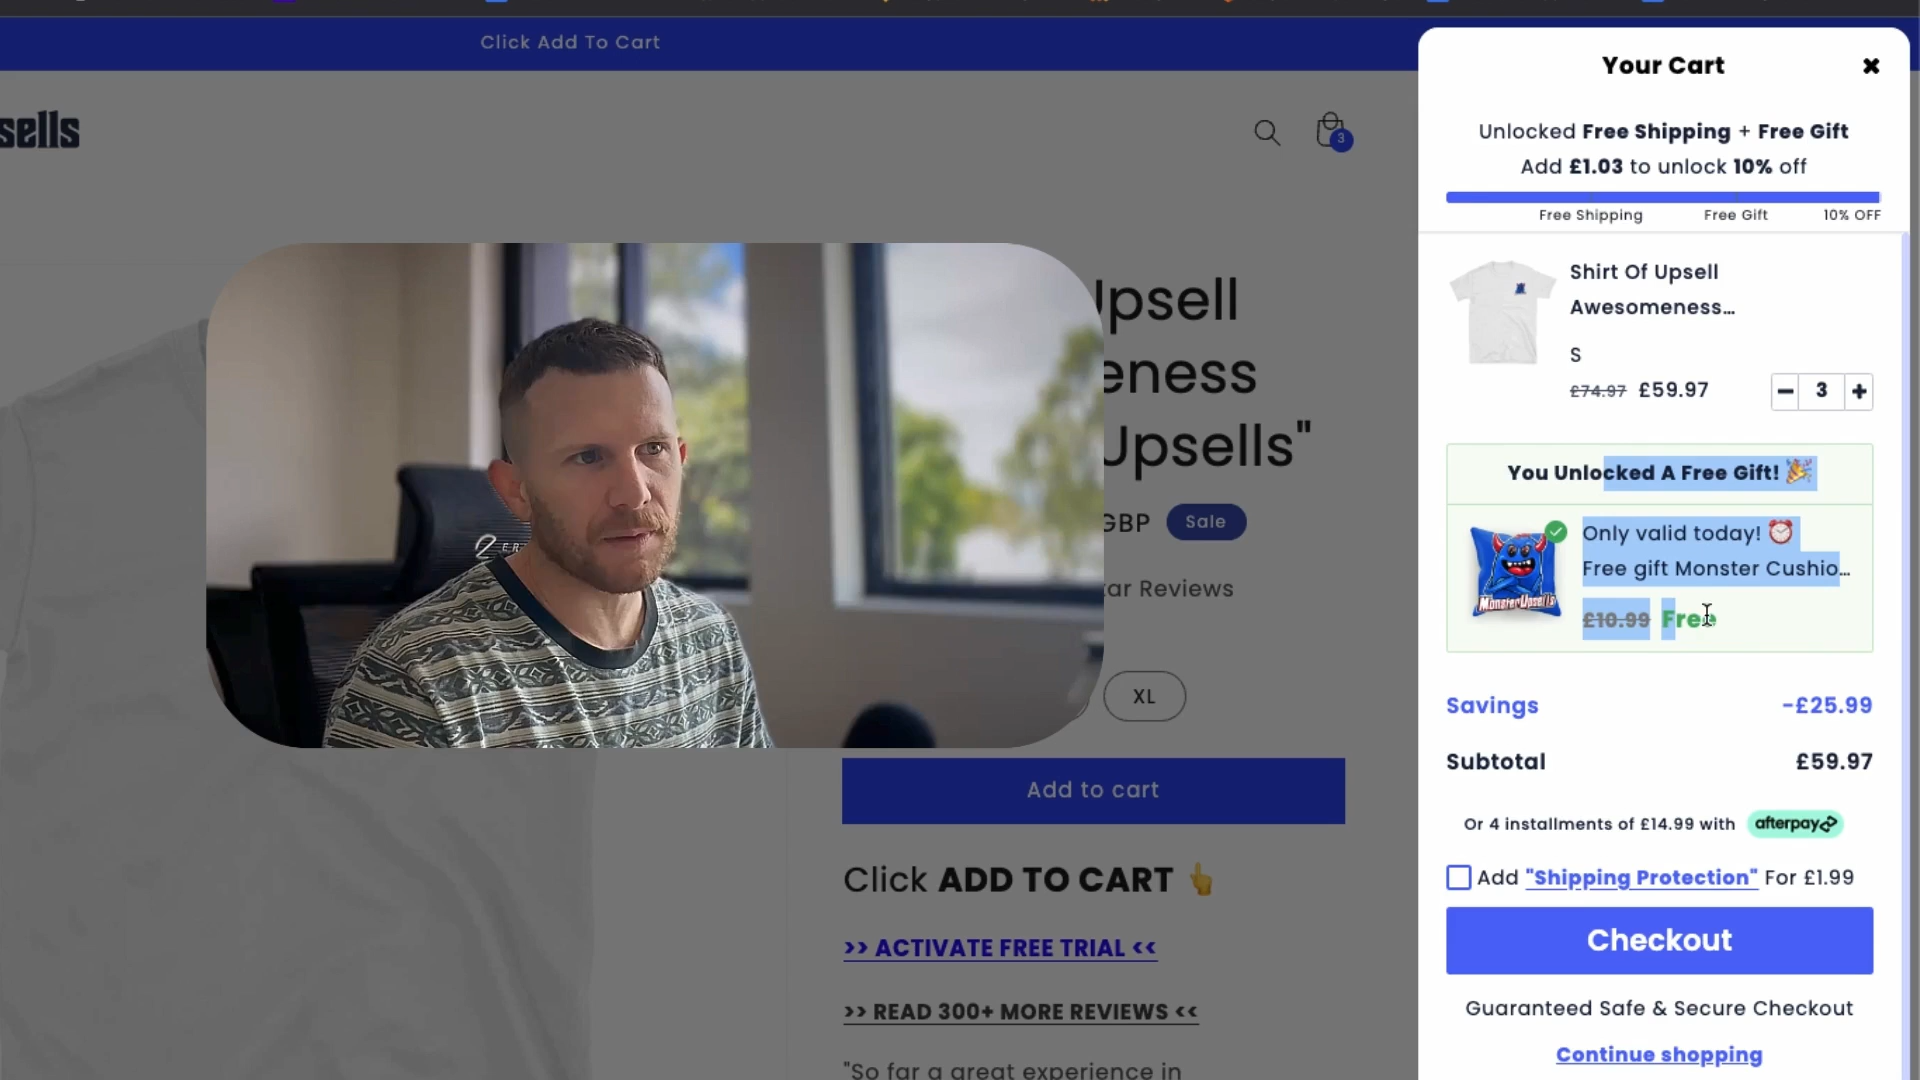 Click Add To Cart
sells
3
Upsell
eness
Upsells"
GBP Sale
ar Reviews
XL
Add to cart
Click ADD TO CART 👆
>> ACTIVATE FREE TRIAL <<
>> READ 300+ MORE REVIEWS <<
"So far a great experience in
Your Cart ✖
Unlocked Free Shipping + Free Gift
Add £1.03 to unlock 10% off
Free Shipping Free Gift 10% OFF
Shirt Of Upsell
Awesomeness...
S
£74.97 £59.97 − 3 +
You Unlocked A Free Gift! 🎉
Only valid today! ⏰
Free gift Monster Cushio...
MonsterUpsells
£10.99 Free
Savings -£25.99
Subtotal £59.97
Or 4 installments of £14.99 with afterpay
Add "Shipping Protection" For £1.99
Checkout
Guaranteed Safe & Secure Checkout
Continue shopping